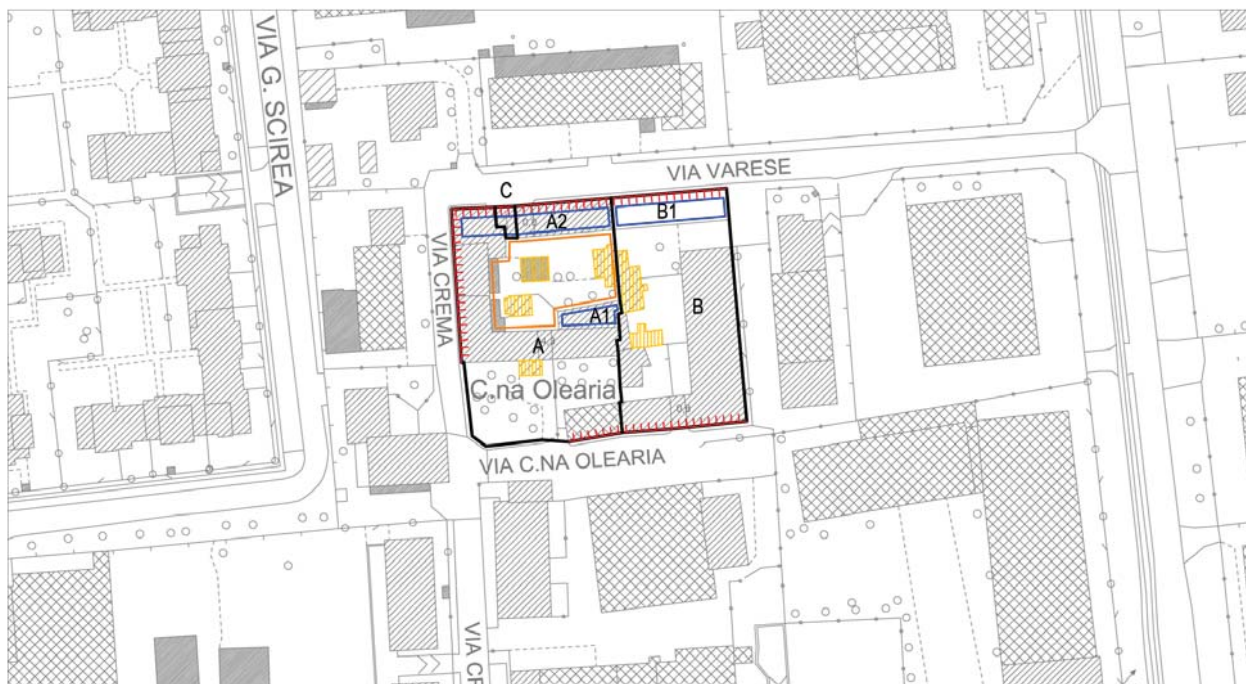 VIA G. SCIREA
VIA VARESE
C
A2
B1
VIA CREMA
A1
B
A
C.na Olearia
VIA C.NA OLEARIA
VIA CR